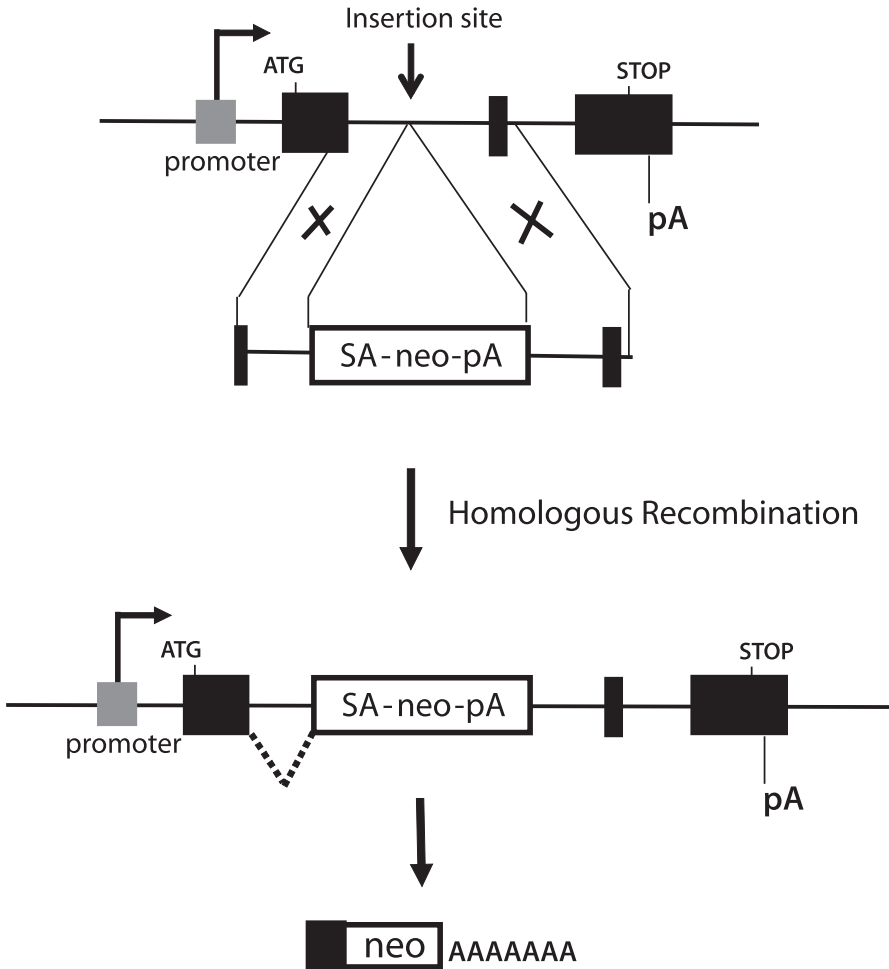 Insertion site
ATG
STOP
promoter
pA
SA-neo-pA
Homologous Recombination
ATG
STOP
SA-neo-pA
promoter
pA
neo AAAAAAA